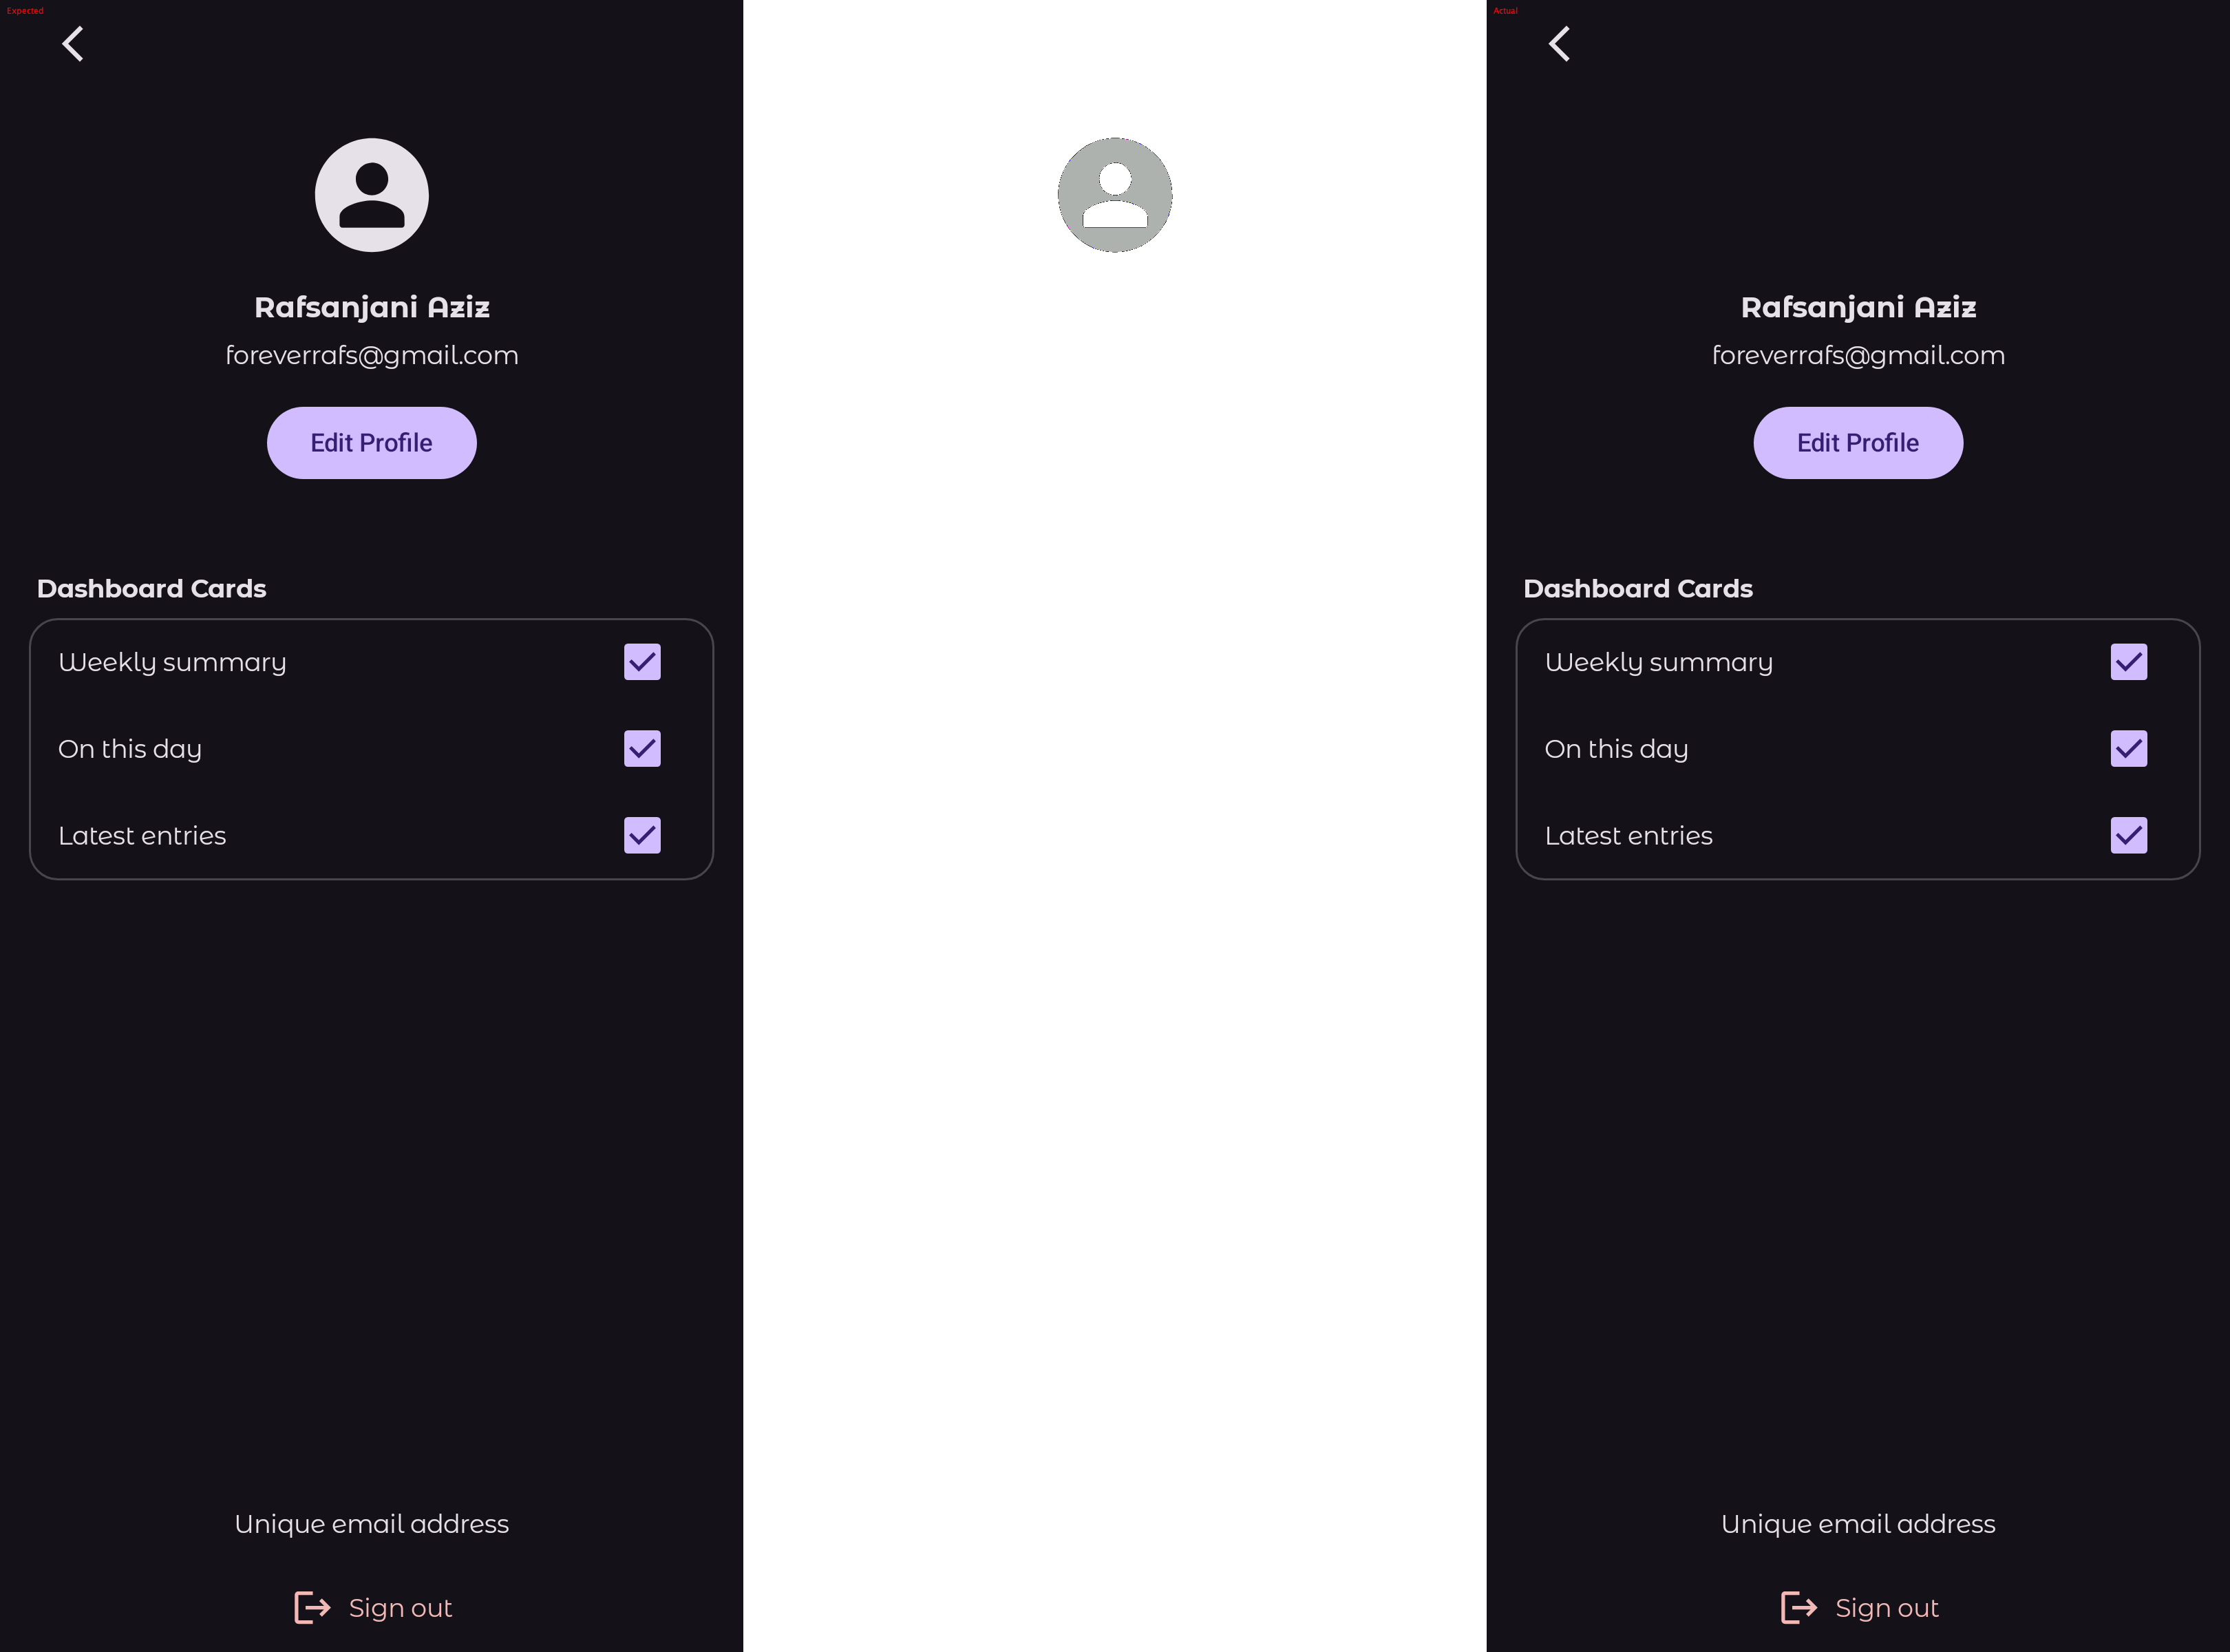 Expected
Rafsanjani Aziz
foreverrafs@gmail.com
Edit Profile
Dashboard Cards
Weekly summary
On this day
Latest entries
Unique email address
Sign out
Actual
Rafsanjani Aziz
foreverrafs@gmail.com
Edit Profile
Dashboard Cards
Weekly summary
On this day
Latest entries
Unique email address
Sign out